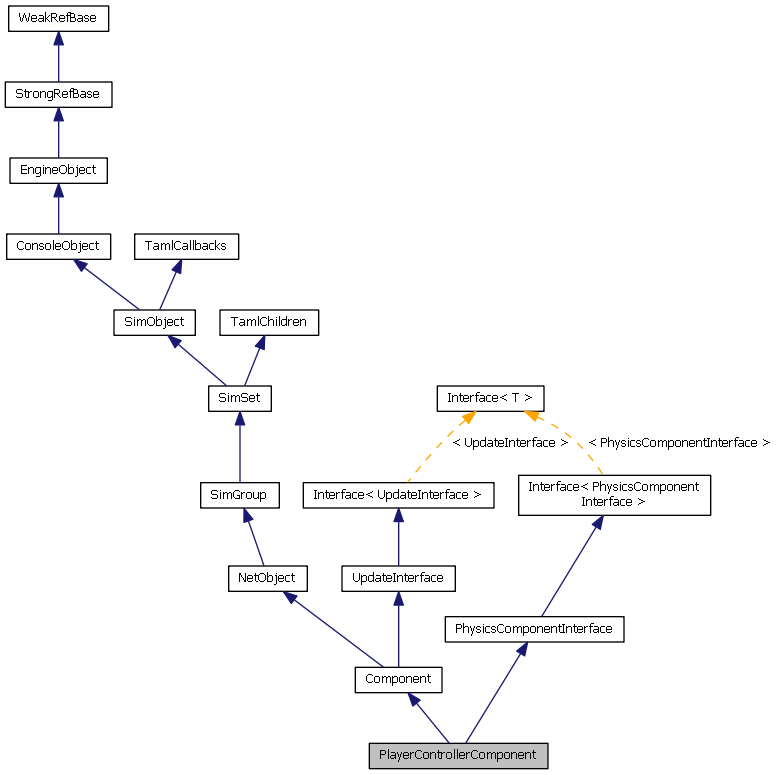 WeakRefBase
StrongRefBase
EngineObject
ConsoleObject
TamlCallbacks
SimObject
TamlChildren
SimSet
Interface< T >
< UpdateInterface >
< PhysicsComponentInterface >
SimGroup
Interface< UpdateInterface >
Interface< PhysicsComponent
Interface >
NetObject
UpdateInterface
PhysicsComponentInterface
Component
PlayerControllerComponent